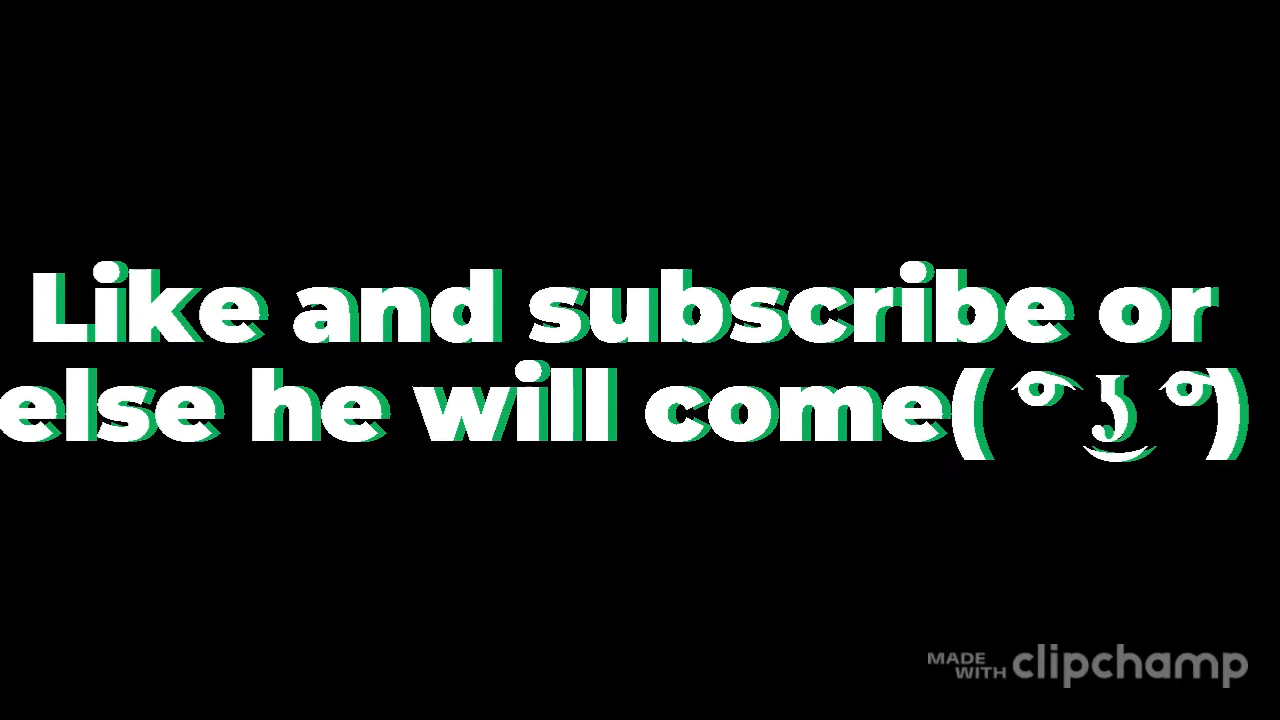 Like and subscribe or
else he will come( ͡° ͜ʖ ͡°)
MADE
WITH clipchamp